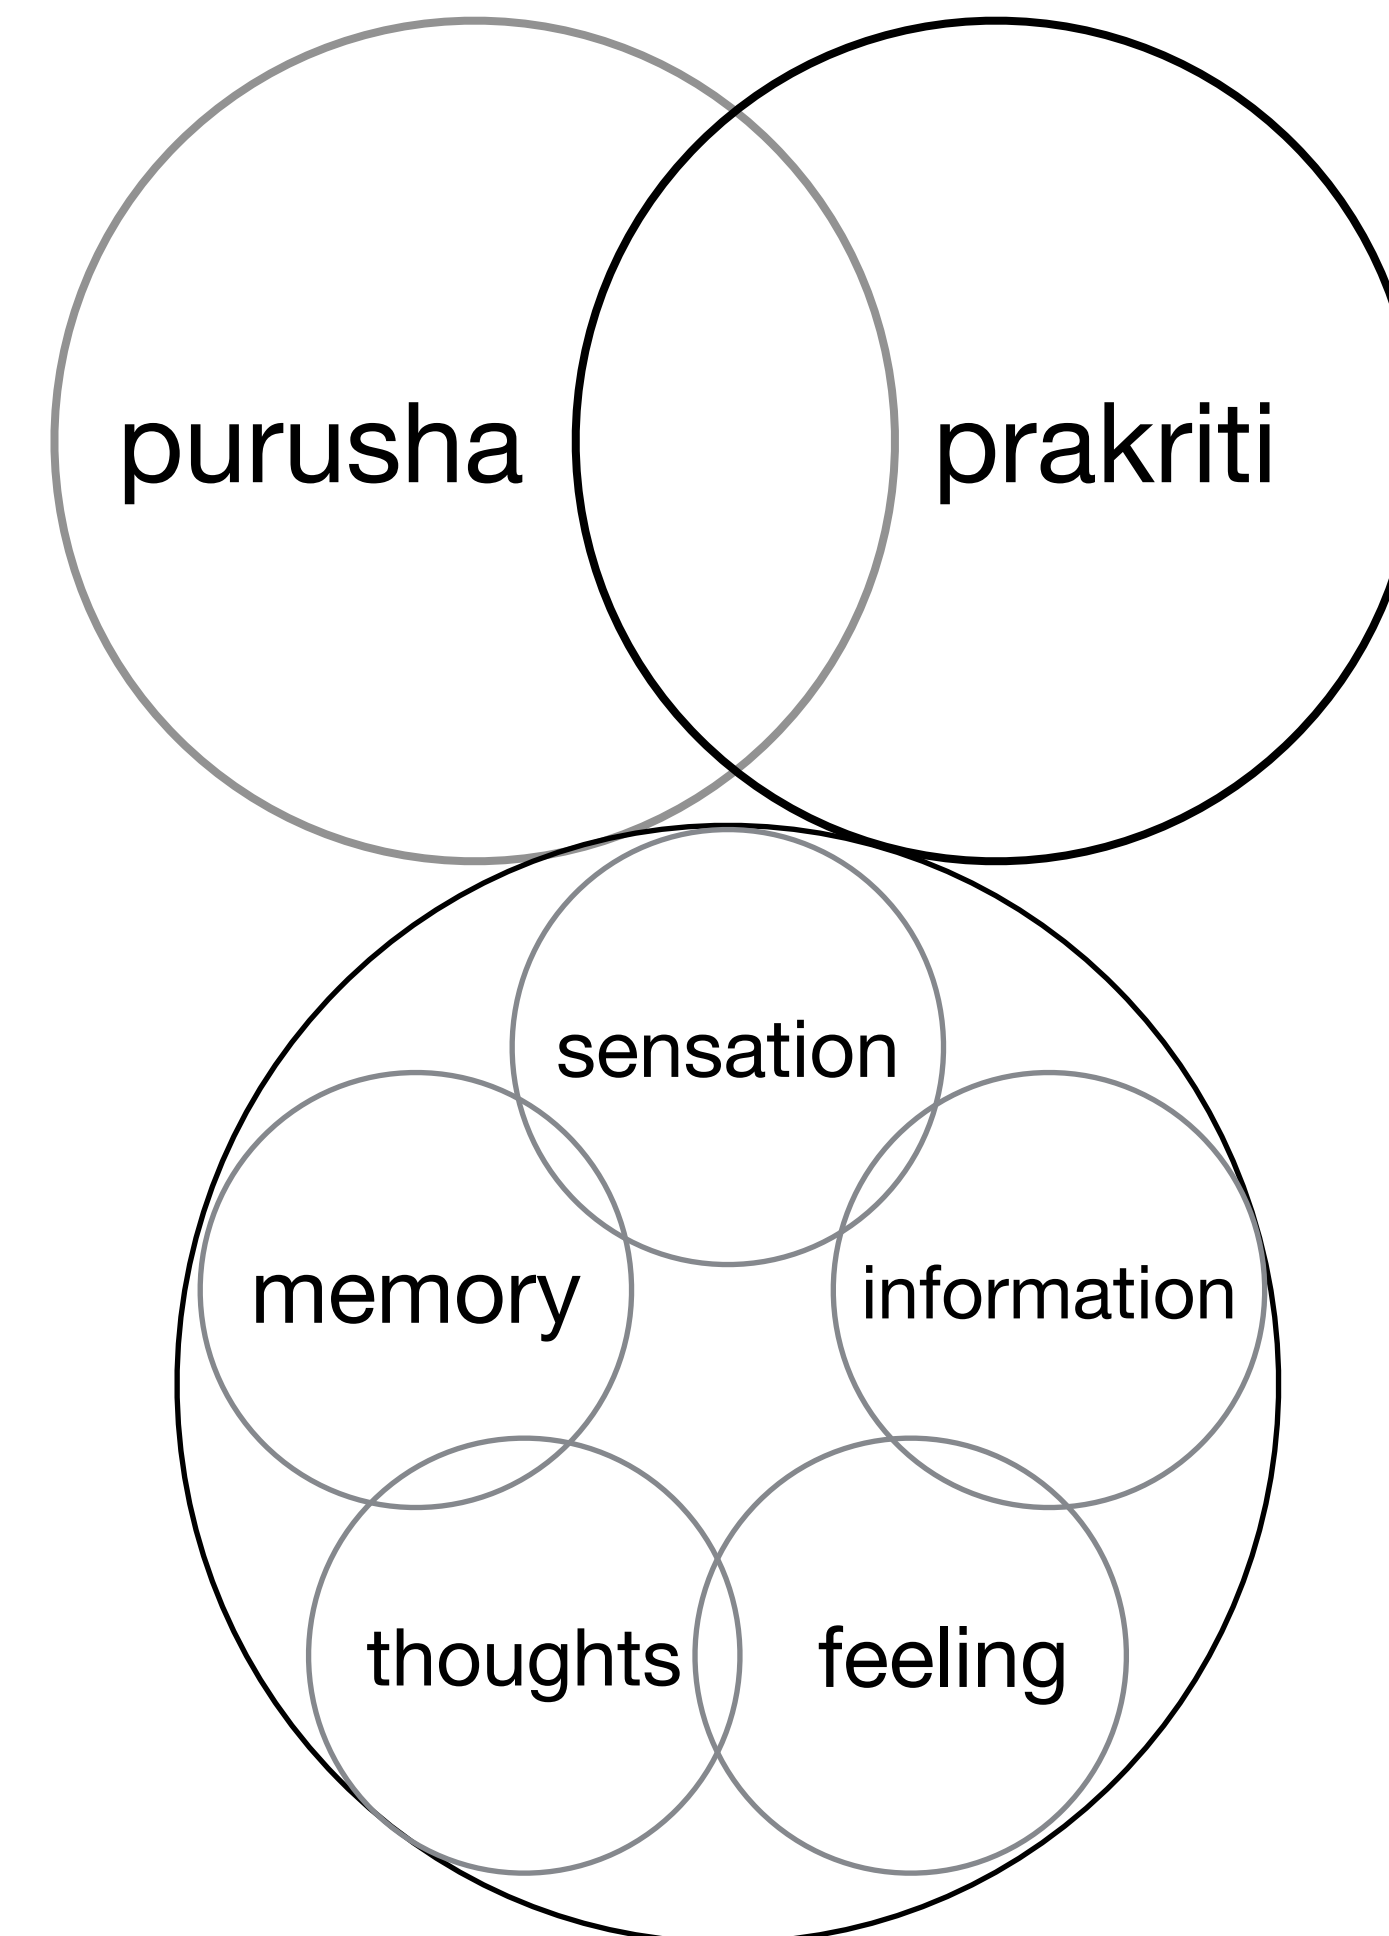 purusha
prakriti
sensation
memory
information
thoughts
feeling